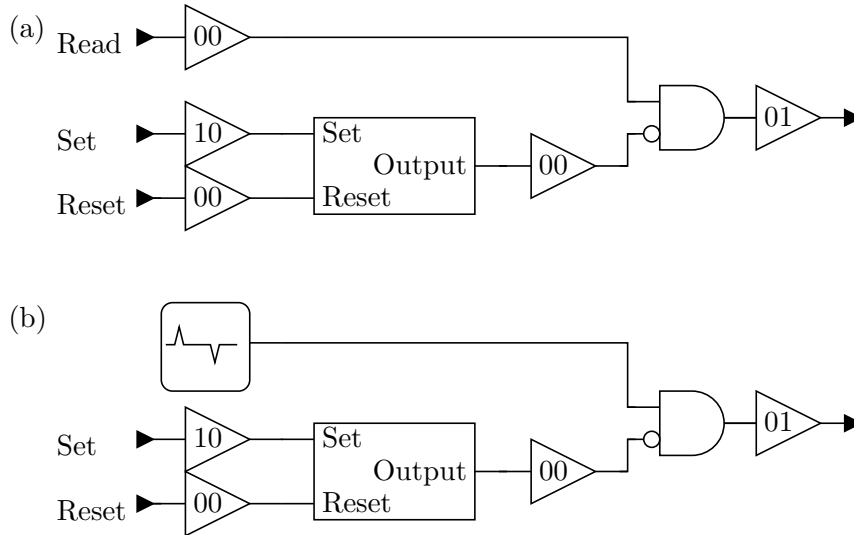 (a)
Read 00
Set 10 Set
Output 00 01
Reset 00 Reset
(b)
Set 10 Set
Output 00 01
Reset 00 Reset